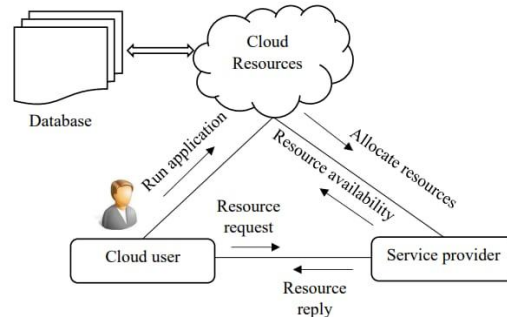 Cloud
Resources
Database
Run application
Resource availability
Allocate resources
Resource
request
Cloud user
Service provider
Resource
reply